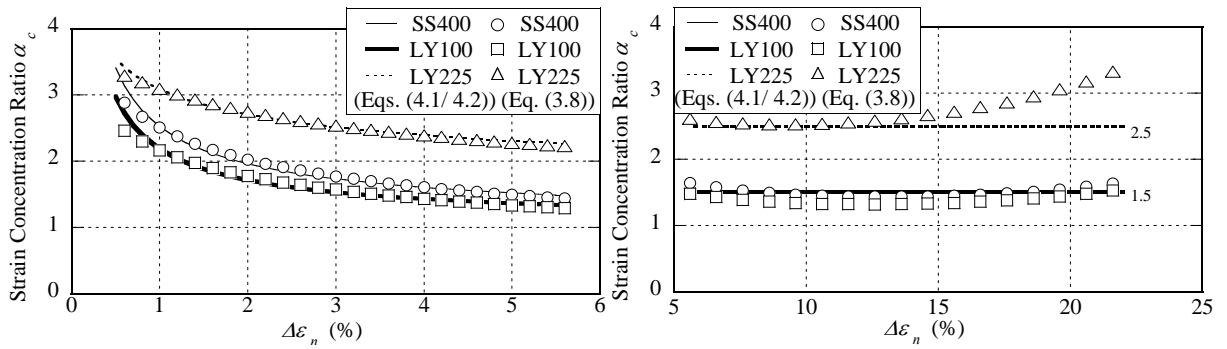 Strain Concentration Ratio α c
4
3
2
1
0
0 1 2 3 4 5 6
Δε n (%)
SS400 SS400
LY100 LY100
LY225 LY225
(Eqs. (4.1/ 4.2)) (Eq. (3.8))
Strain Concentration Ratio α c
4
3
2
1
0
5 10 15 20 25
Δε n (%)
SS400 SS400
LY100 LY100
LY225 LY225
(Eqs. (4.1/ 4.2)) (Eq. (3.8))
2.5
1.5